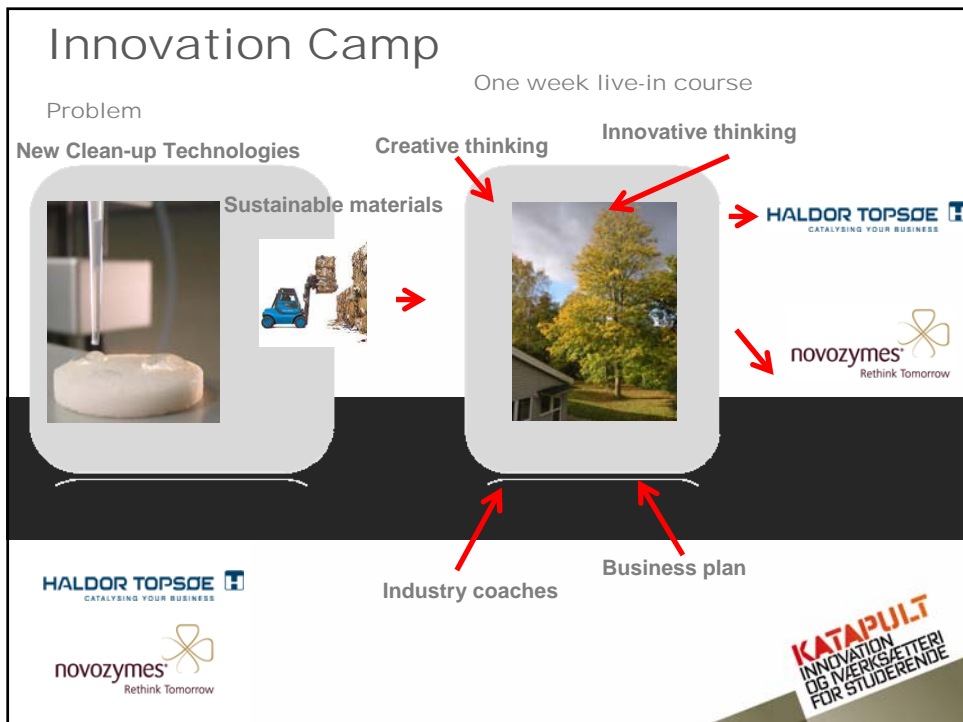 Innovation Camp
One week live-in course
Problem
Innovative thinking
New Clean-up Technologies
Creative thinking
Sustainable materials
HALDOR TOPSØE H
CATALYSING YOUR BUSINESS
novozymes
Rethink Tomorrow
Business plan
Industry coaches
HALDOR TOPSØE H
CATALYSING YOUR BUSINESS
novozymes
Rethink Tomorrow
KATAPULT
INNOVATION
OG IVÆRKSÆTTERI
FOR STUDERENDE